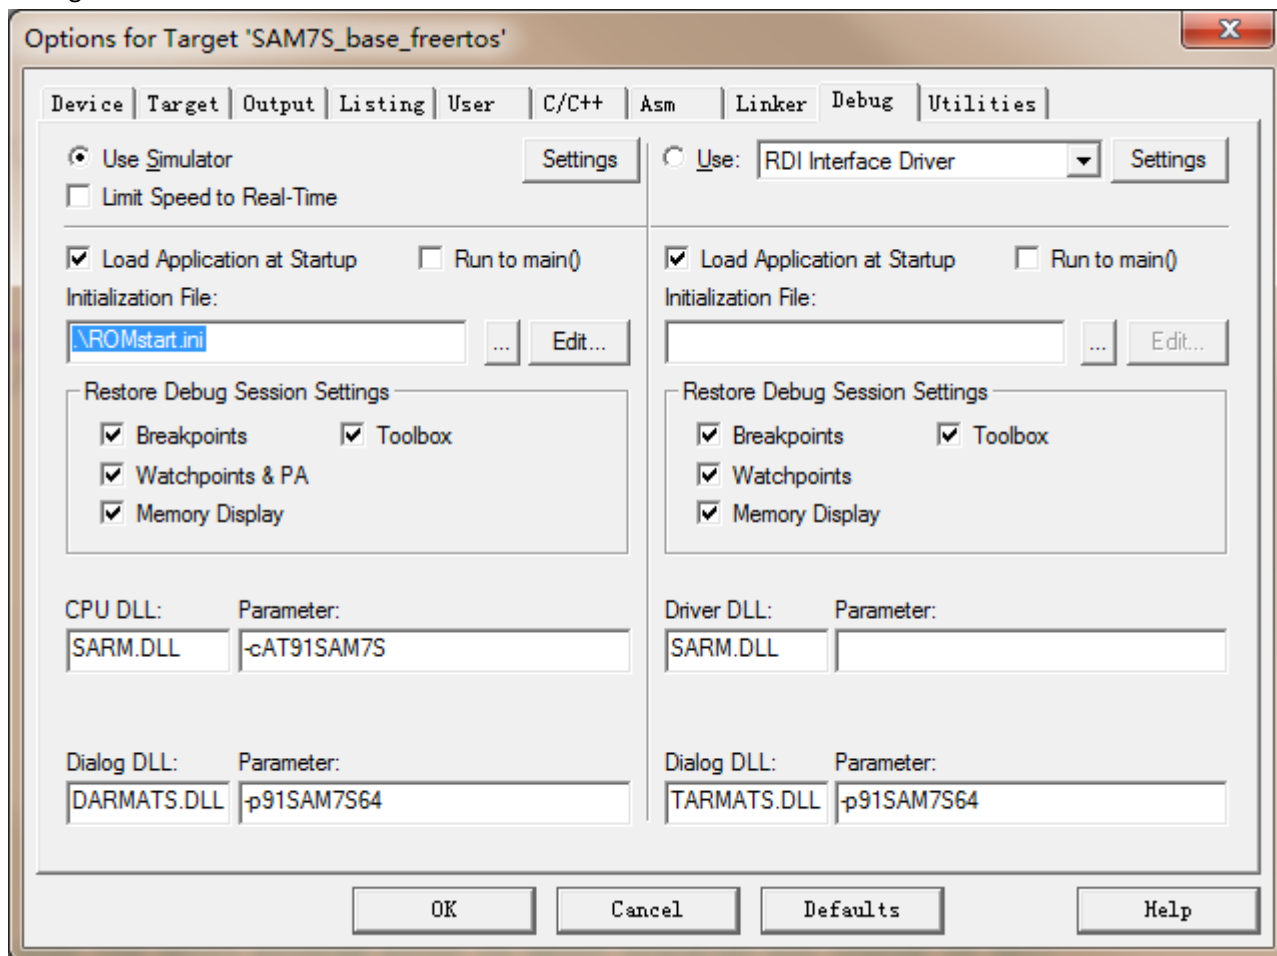 Options for Target 'SAM7S_base_freertos'
Device Target Output Listing User C/C++ Asm Linker Debug Utilities
Use Simulator Settings Use: RDI Interface Driver Settings
Limit Speed to Real-Time
Load Application at Startup Run to main() Load Application at Startup Run to main()
Initialization File: Initialization File:
.\ROMstart.ini ... Edit... ... Edit...
Restore Debug Session Settings Restore Debug Session Settings
Breakpoints Toolbox Breakpoints Toolbox
Watchpoints & PA Watchpoints
Memory Display Memory Display
CPU DLL: Parameter: Driver DLL: Parameter:
SARM.DLL -cAT91SAM7S SARM.DLL
Dialog DLL: Parameter: Dialog DLL: Parameter:
DARMATS.DLL -p91SAM7S64 TARMATS.DLL -p91SAM7S64
OK Cancel Defaults Help